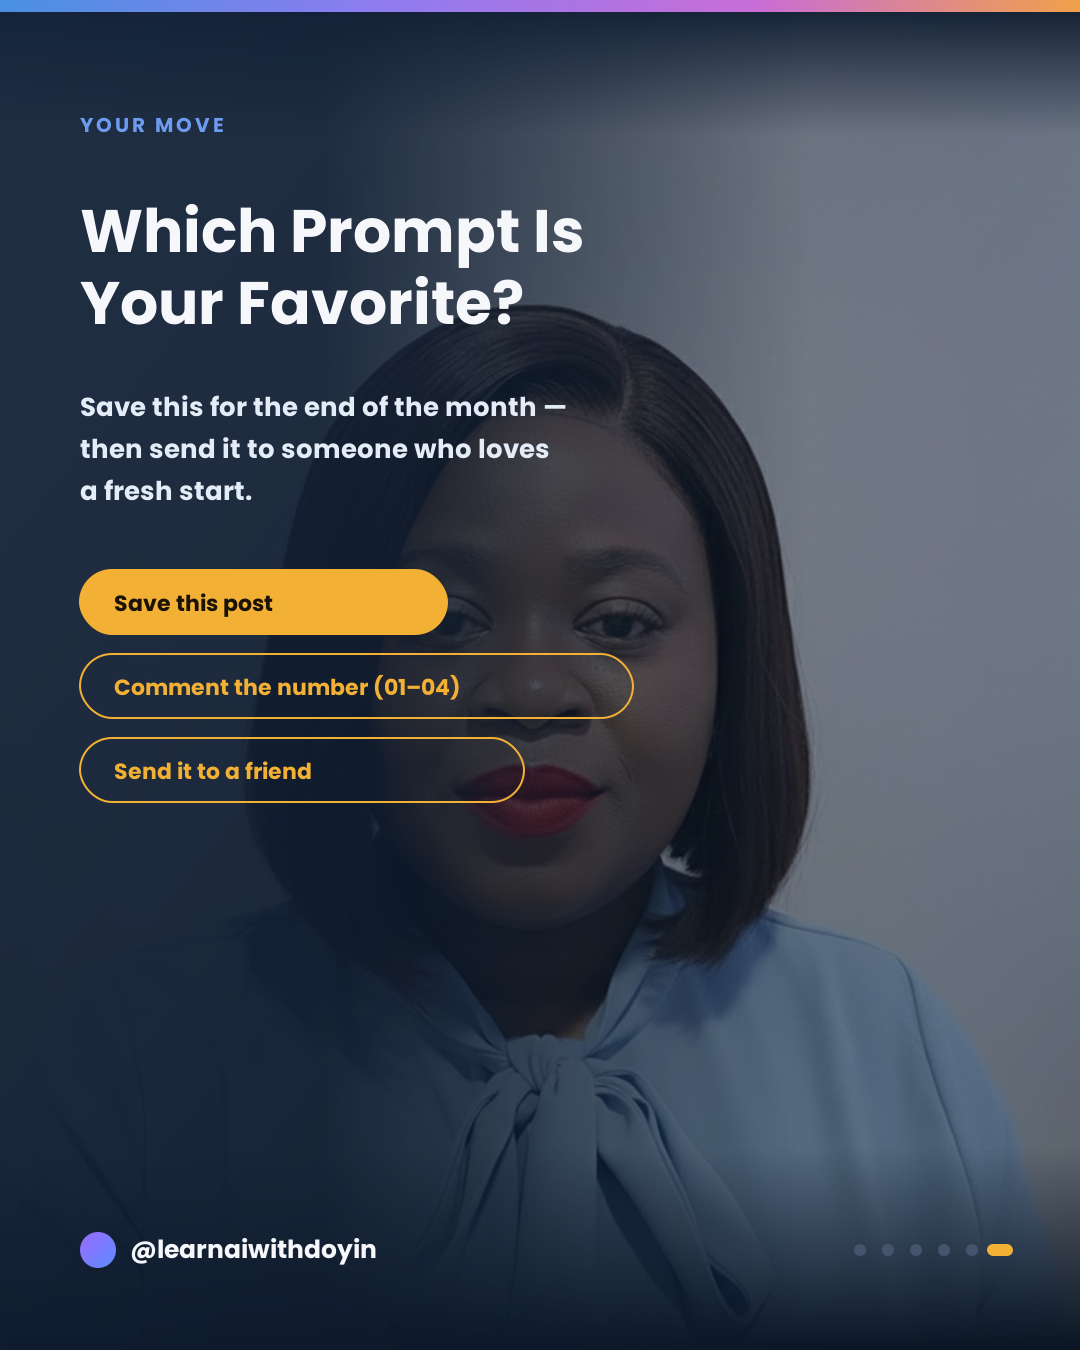 YOUR MOVE
Which Prompt Is
Your Favorite?
Save this for the end of the month —
then send it to someone who loves
a fresh start.
Save this post
Comment the number (01–04)
Send it to a friend
@learnaiwithdoyin